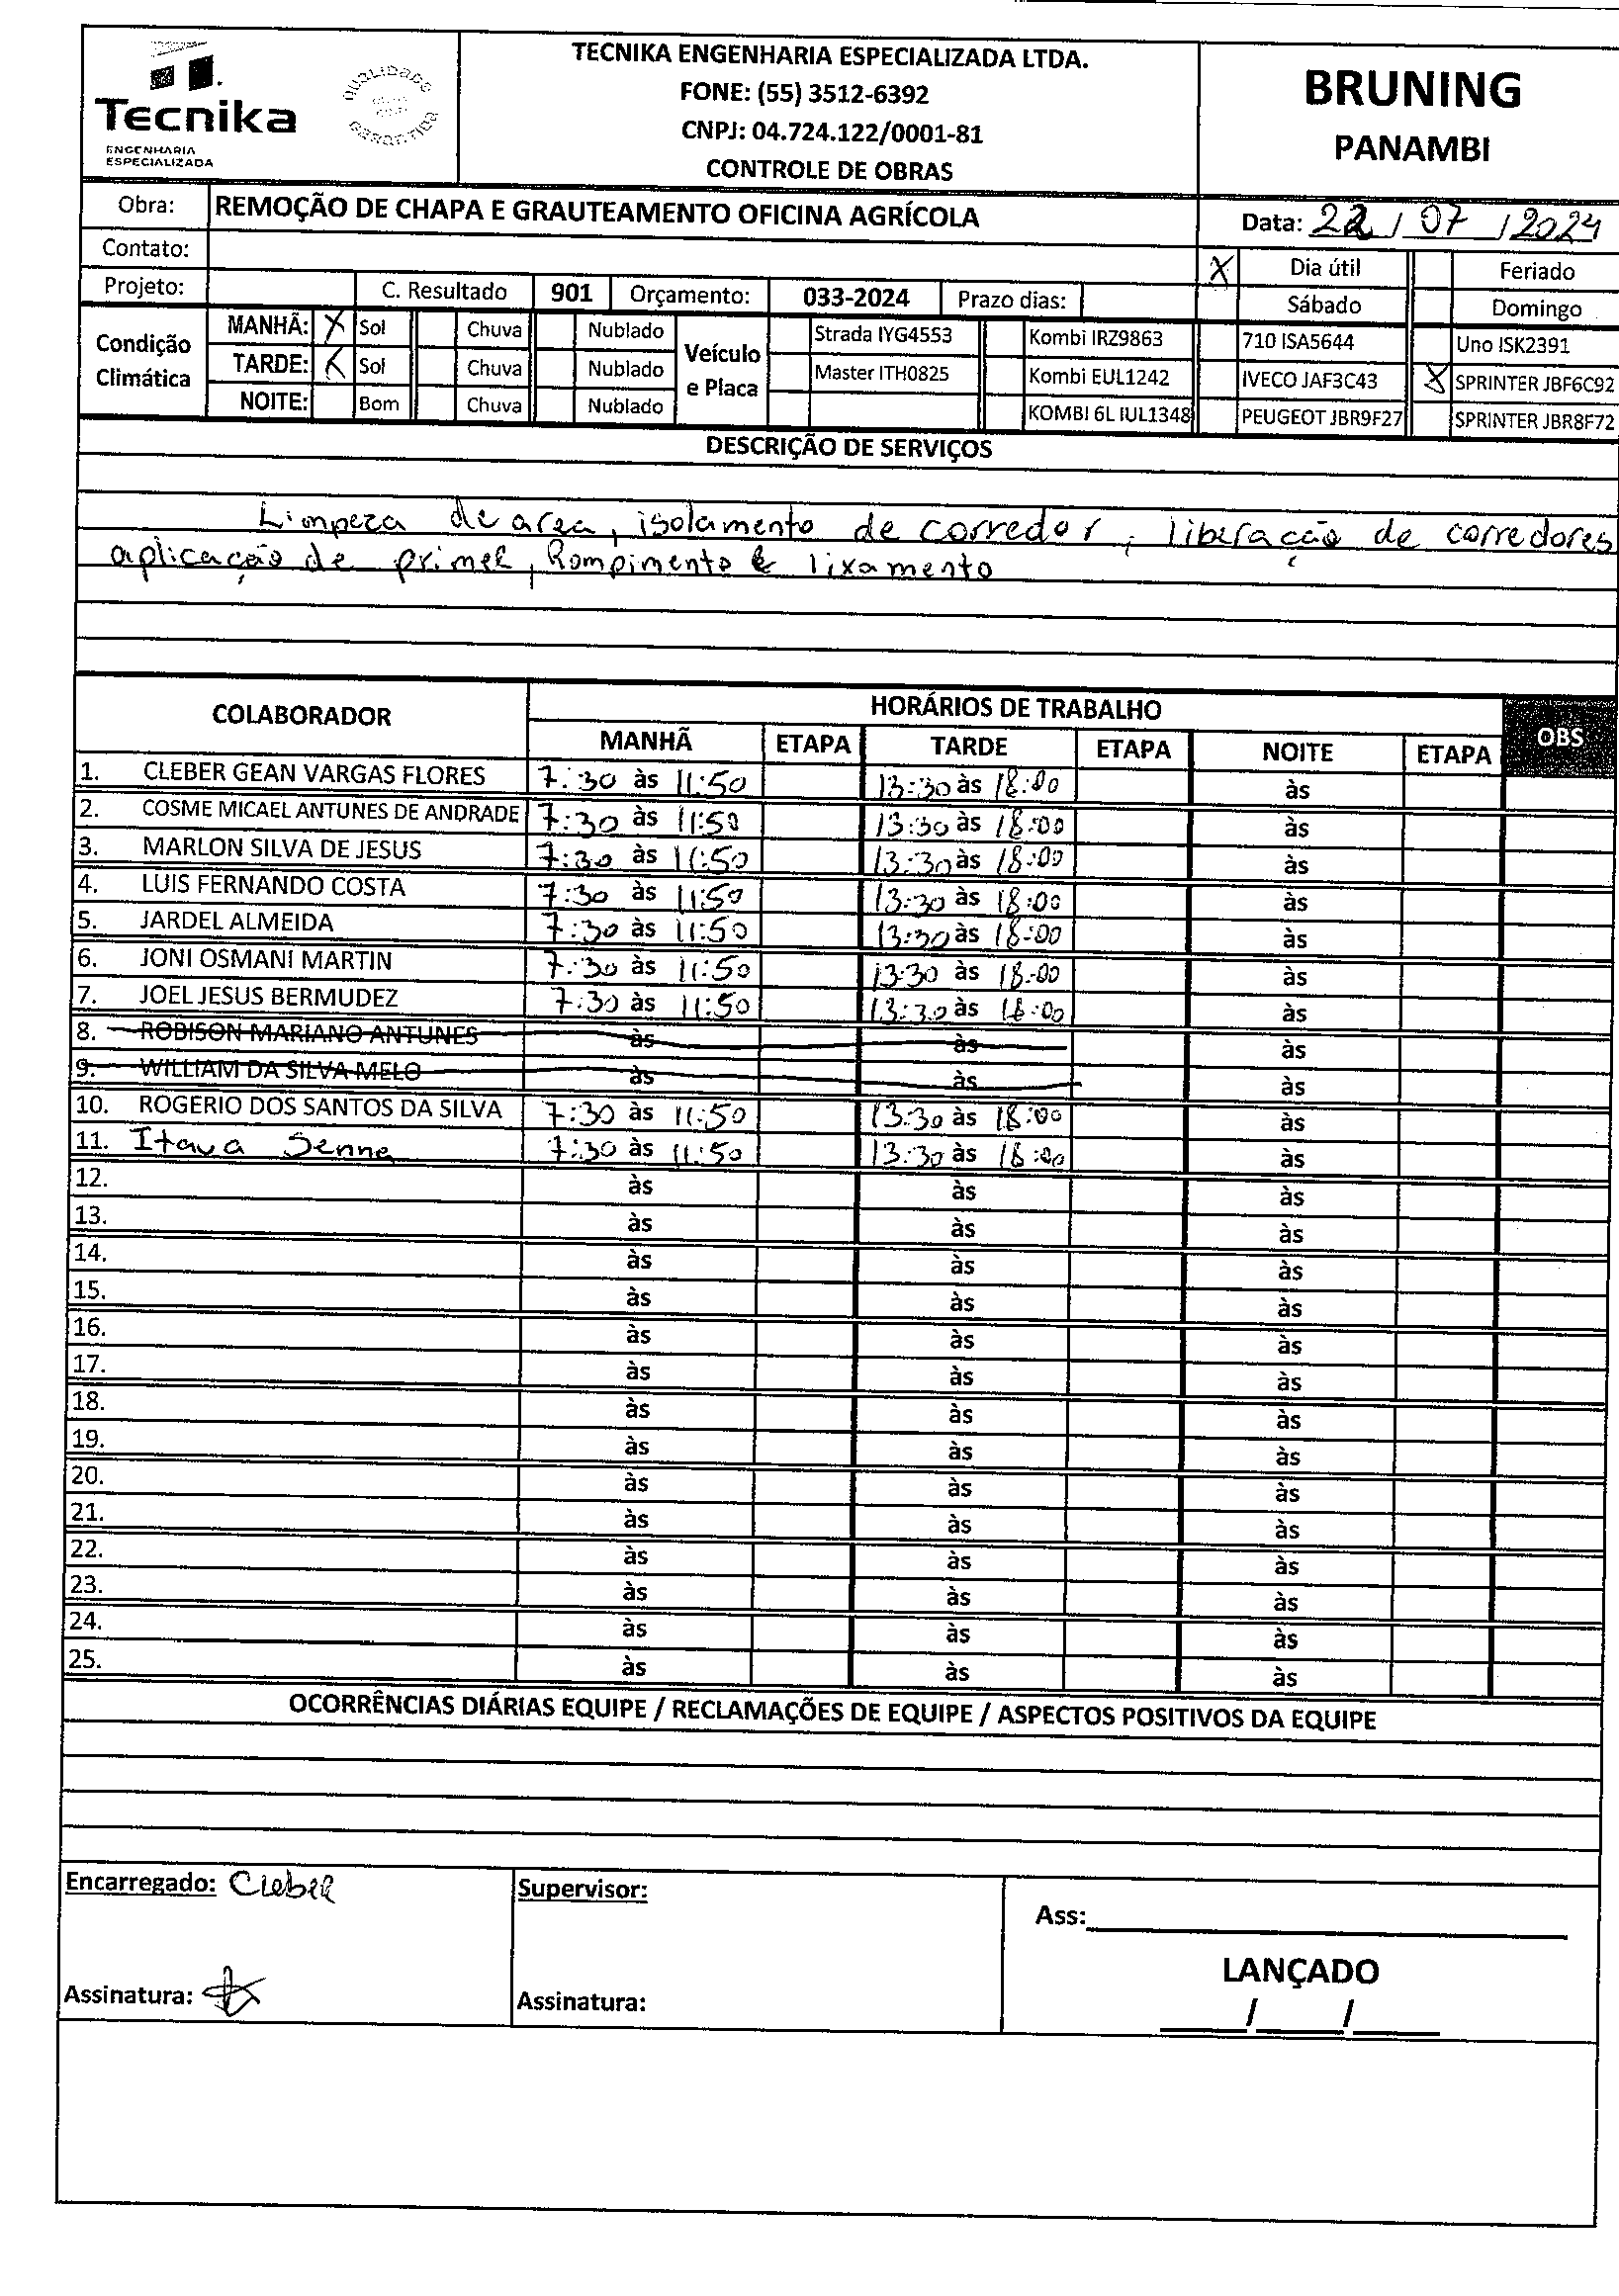 Tecnika
ENGENHARIA
ESPECIALIZADA
QUALIDADE
TECNIKA ENGENHARIA ESPECIALIZADA LTDA.
FONE: (55) 3512-6392
CNPJ: 04.724.122/0001-81
CONTROLE DE OBRAS
BRUNING
PANAMBI
Obra: REMOÇÃO DE CHAPA E GRAUTEAMENTO OFICINA AGRÍCOLA Data: 22 / 07 / 2024
Contato: X Dia útil Feriado
Projeto: C. Resultado 901 Orçamento: 033-2024 Prazo dias: Sábado Domingo
Condição Climática
MANHÃ: X Sol Chuva Nublado
TARDE: X Sol Chuva Nublado
NOITE: Bom Chuva Nublado
Veículo e Placa
Strada IYG4553 Kombi IRZ9863 710 ISA5644 Uno ISK2391
Master ITH0825 Kombi EUL1242 IVECO JAF3C43 X SPRINTER JBF6C92
KOMBI 6L IUL1348 PEUGEOT JBR9F27 SPRINTER JBR8F72
DESCRIÇÃO DE SERVIÇOS
Limpeza de area, isolamento de corredor, liberação de corredores
aplicação de primer, Rompimento e lixamento
COLABORADOR HORÁRIOS DE TRABALHO OBS
MANHÃ ETAPA TARDE ETAPA NOITE ETAPA
1. CLEBER GEAN VARGAS FLORES 7:30 às 11:50 13:30 às 18:00 às
2. COSME MICAEL ANTUNES DE ANDRADE 7:30 às 11:50 13:30 às 18:00 às
3. MARLON SILVA DE JESUS 7:30 às 11:50 13:30 às 18:00 às
4. LUIS FERNANDO COSTA 7:30 às 11:50 13:30 às 18:00 às
5. JARDEL ALMEIDA 7:30 às 11:50 13:30 às 18:00 às
6. JONI OSMANI MARTIN 7:30 às 11:50 13:30 às 18:00 às
7. JOEL JESUS BERMUDEZ 7:30 às 11:50 13:30 às 18:00 às
8. ROBISON MARIANO ANTUNES às às às
9. WILLIAM DA SILVA MELO às às às
10. ROGERIO DOS SANTOS DA SILVA 7:30 às 11:50 13:30 às 18:00 às
11. Itava Senna 7:30 às 11:50 13:30 às 18:00 às
12. às às às
13. às às às
14. às às às
15. às às às
16. às às às
17. às às às
18. às às às
19. às às às
20. às às às
21. às às às
22. às às às
23. às às às
24. às às às
25. às às às
OCORRÊNCIAS DIÁRIAS EQUIPE / RECLAMAÇÕES DE EQUIPE / ASPECTOS POSITIVOS DA EQUIPE
Encarregado: Cleber Supervisor: Ass:
LANÇADO
Assinatura: Assinatura: / /